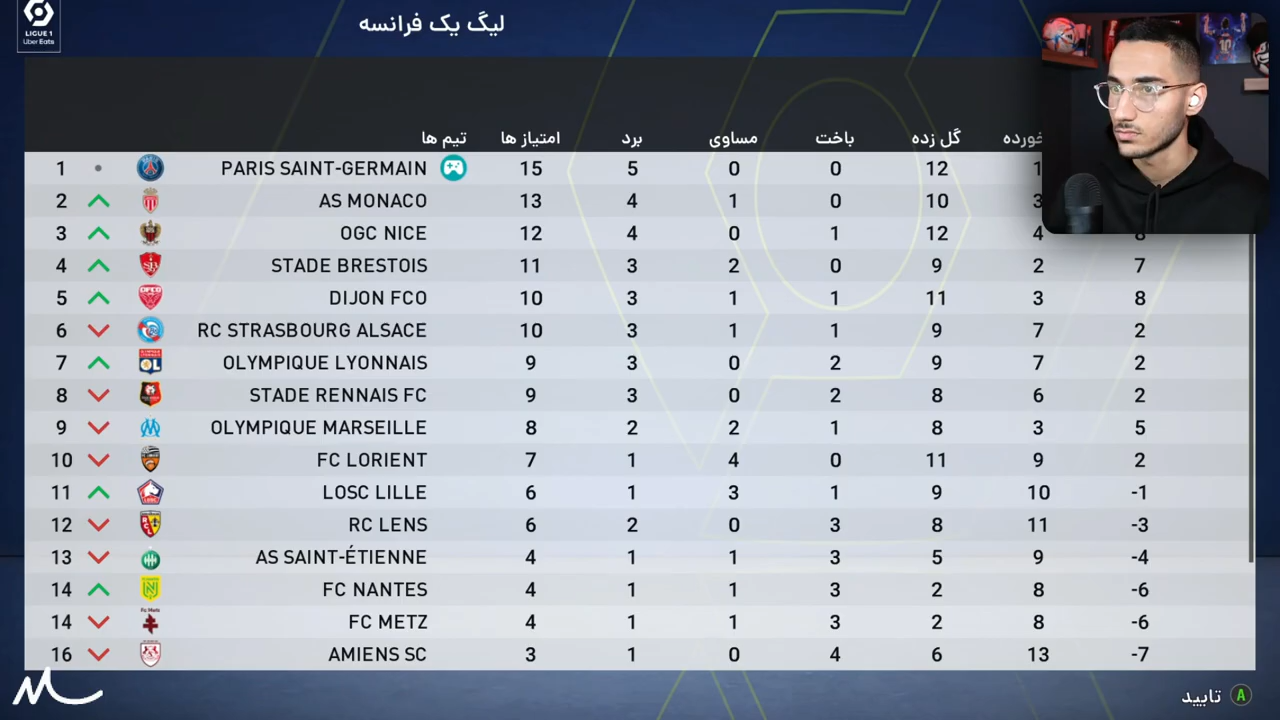 LIGUE 1
Uber Eats
لیگ یک فرانسه
تیم ها امتیاز ها برد مساوی باخت گل زده خورده
1 PARIS SAINT-GERMAIN 15 5 0 0 12 1
2 AS MONACO 13 4 1 0 10 3
3 OGC NICE 12 4 0 1 12 4 8
4 STADE BRESTOIS 11 3 2 0 9 2 7
5 DIJON FCO 10 3 1 1 11 3 8
6 RC STRASBOURG ALSACE 10 3 1 1 9 7 2
7 OLYMPIQUE LYONNAIS 9 3 0 2 9 7 2
8 STADE RENNAIS FC 9 3 0 2 8 6 2
9 OLYMPIQUE MARSEILLE 8 2 2 1 8 3 5
10 FC LORIENT 7 1 4 0 11 9 2
11 LOSC LILLE 6 1 3 1 9 10 -1
12 RC LENS 6 2 0 3 8 11 -3
13 AS SAINT-ÉTIENNE 4 1 1 3 5 9 -4
14 FC NANTES 4 1 1 3 2 8 -6
14 FC METZ 4 1 1 3 2 8 -6
16 AMIENS SC 3 1 0 4 6 13 -7
تایید A